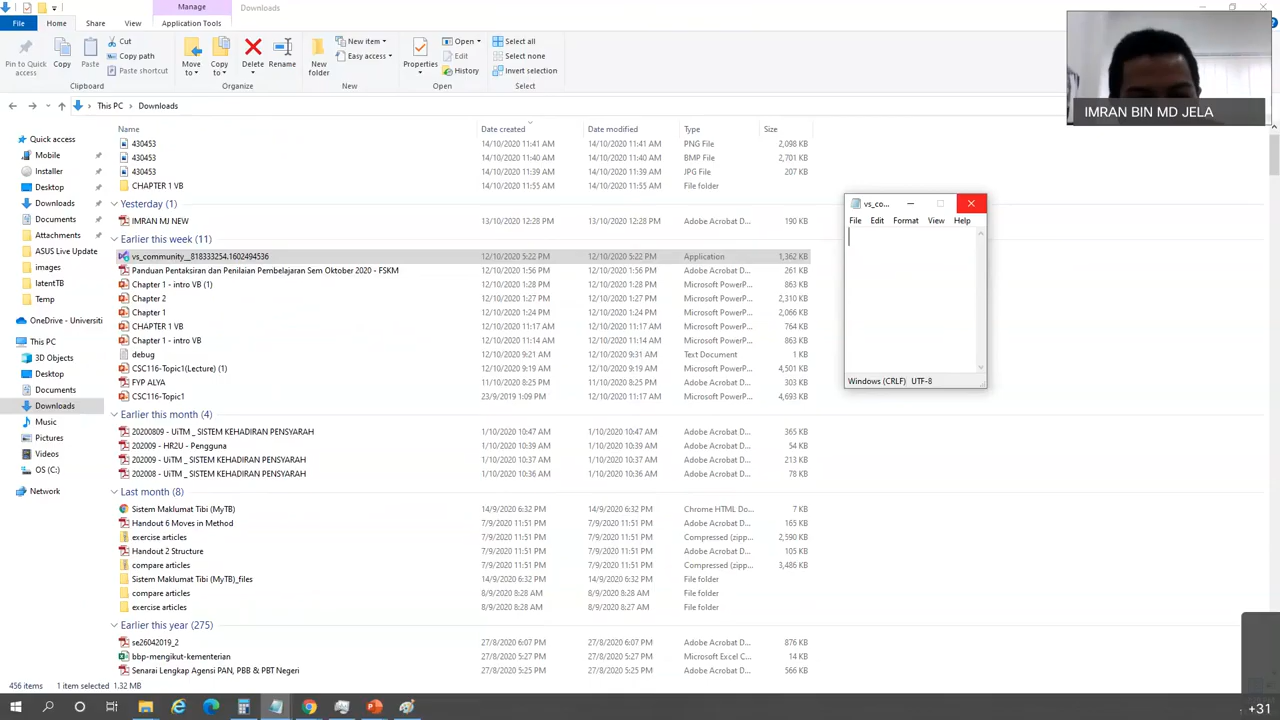 Manage
Downloads
File
Home
Share
View
Application Tools
Pin to Quick access
Copy
Paste
Cut
Copy path
Paste shortcut
Clipboard
Move to
Copy to
Delete
Rename
Organize
New folder
New item
Easy access
New
Properties
Open
Edit
History
Open
Select all
Select none
Invert selection
Select
IMRAN BIN MD JELA
This PC > Downloads
Name Date created Date modified Type Size
430453 14/10/2020 11:41 AM 14/10/2020 11:41 AM PNG File 2,098 KB
430453 14/10/2020 11:40 AM 14/10/2020 11:40 AM BMP File 2,701 KB
430453 14/10/2020 11:39 AM 14/10/2020 11:39 AM JPG File 207 KB
CHAPTER 1 VB 14/10/2020 11:55 AM 14/10/2020 11:55 AM File folder
Yesterday (1)
IMRAN MJ NEW 13/10/2020 12:28 PM 13/10/2020 12:28 PM Adobe Acrobat D... 190 KB
Earlier this week (11)
vs_community__818333254.1602494536 12/10/2020 5:22 PM 12/10/2020 5:22 PM Application 1,362 KB
Panduan Pentaksiran dan Penilaian Pembelajaran Sem Oktober 2020 - FSKM 12/10/2020 1:56 PM 12/10/2020 1:56 PM Adobe Acrobat D... 261 KB
Chapter 1 - intro VB (1) 12/10/2020 1:28 PM 12/10/2020 1:28 PM Microsoft PowerP... 863 KB
Chapter 2 12/10/2020 1:27 PM 12/10/2020 1:27 PM Microsoft PowerP... 2,310 KB
Chapter 1 12/10/2020 1:24 PM 12/10/2020 1:24 PM Microsoft PowerP... 2,066 KB
CHAPTER 1 VB 12/10/2020 11:17 AM 12/10/2020 11:17 AM Microsoft PowerP... 764 KB
Chapter 1 - intro VB 12/10/2020 11:14 AM 12/10/2020 11:14 AM Microsoft PowerP... 863 KB
debug 12/10/2020 9:21 AM 12/10/2020 9:31 AM Text Document 1 KB
CSC116-Topic1(Lecture) (1) 12/10/2020 9:19 AM 12/10/2020 9:19 AM Microsoft PowerP... 4,501 KB
FYP ALYA 11/10/2020 8:25 PM 11/10/2020 8:25 PM Adobe Acrobat D... 303 KB
CSC116-Topic1 23/9/2019 1:09 PM 12/10/2020 11:17 AM Microsoft PowerP... 4,693 KB
Earlier this month (4)
20200809 - UiTM _ SISTEM KEHADIRAN PENSYARAH 1/10/2020 10:47 AM 1/10/2020 10:47 AM Adobe Acrobat D... 365 KB
202009 - HR2U - Pengguna 1/10/2020 10:39 AM 1/10/2020 10:39 AM Adobe Acrobat D... 54 KB
202009 - UiTM _ SISTEM KEHADIRAN PENSYARAH 1/10/2020 10:37 AM 1/10/2020 10:37 AM Adobe Acrobat D... 213 KB
202008 - UiTM _ SISTEM KEHADIRAN PENSYARAH 1/10/2020 10:36 AM 1/10/2020 10:36 AM Adobe Acrobat D... 78 KB
Last month (8)
Sistem Maklumat Tibi (MyTB) 14/9/2020 6:32 PM 14/9/2020 6:32 PM Chrome HTML Do... 7 KB
Handout 6 Moves in Method 7/9/2020 11:51 PM 7/9/2020 11:51 PM Adobe Acrobat D... 165 KB
exercise articles 7/9/2020 11:51 PM 7/9/2020 11:51 PM Compressed (zipp... 2,590 KB
Handout 2 Structure 7/9/2020 11:51 PM 7/9/2020 11:51 PM Adobe Acrobat D... 105 KB
compare articles 7/9/2020 11:51 PM 7/9/2020 11:51 PM Compressed (zipp... 3,486 KB
Sistem Maklumat Tibi (MyTB)_files 14/9/2020 6:32 PM 14/9/2020 6:32 PM File folder
compare articles 8/9/2020 8:28 AM 8/9/2020 8:28 AM File folder
exercise articles 8/9/2020 8:28 AM 8/9/2020 8:27 AM File folder
Earlier this year (275)
se26042019_2 27/8/2020 6:07 PM 27/8/2020 6:07 PM Adobe Acrobat D... 876 KB
bbp-mengikut-kementerian 27/8/2020 5:25 PM 27/8/2020 5:25 PM Microsoft Excel C... 14 KB
Senarai Lengkap Agensi PAN, PBB & PBT Negeri 27/8/2020 5:25 PM 27/8/2020 5:25 PM Adobe Acrobat D... 566 KB
Quick access
Mobile
Installer
Desktop
Downloads
Documents
Attachments
ASUS Live Update
images
latentTB
Temp
OneDrive - Universiti
This PC
3D Objects
Desktop
Documents
Downloads
Music
Pictures
Videos
OS (C:)
Network
vs_co...
File Edit Format View Help
Windows (CRLF) UTF-8
456 items 1 item selected 1.32 MB
+31